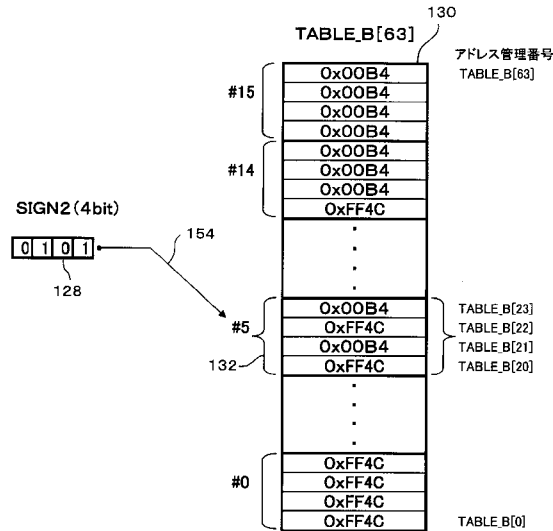 TABLE_B[63]
130
アドレス管理番号
0x00B4
TABLE_B[63]
0x00B4
#15
0x00B4
0x00B4
0x00B4
#14
0x00B4
0x00B4
0xFF4C
SIGN2(4bit)
154
0 1 0 1
128
#5
0x00B4
TABLE_B[23]
0xFF4C
TABLE_B[22]
132
0x00B4
TABLE_B[21]
0xFF4C
TABLE_B[20]
#0
0xFF4C
0xFF4C
0xFF4C
0xFF4C
TABLE_B[0]